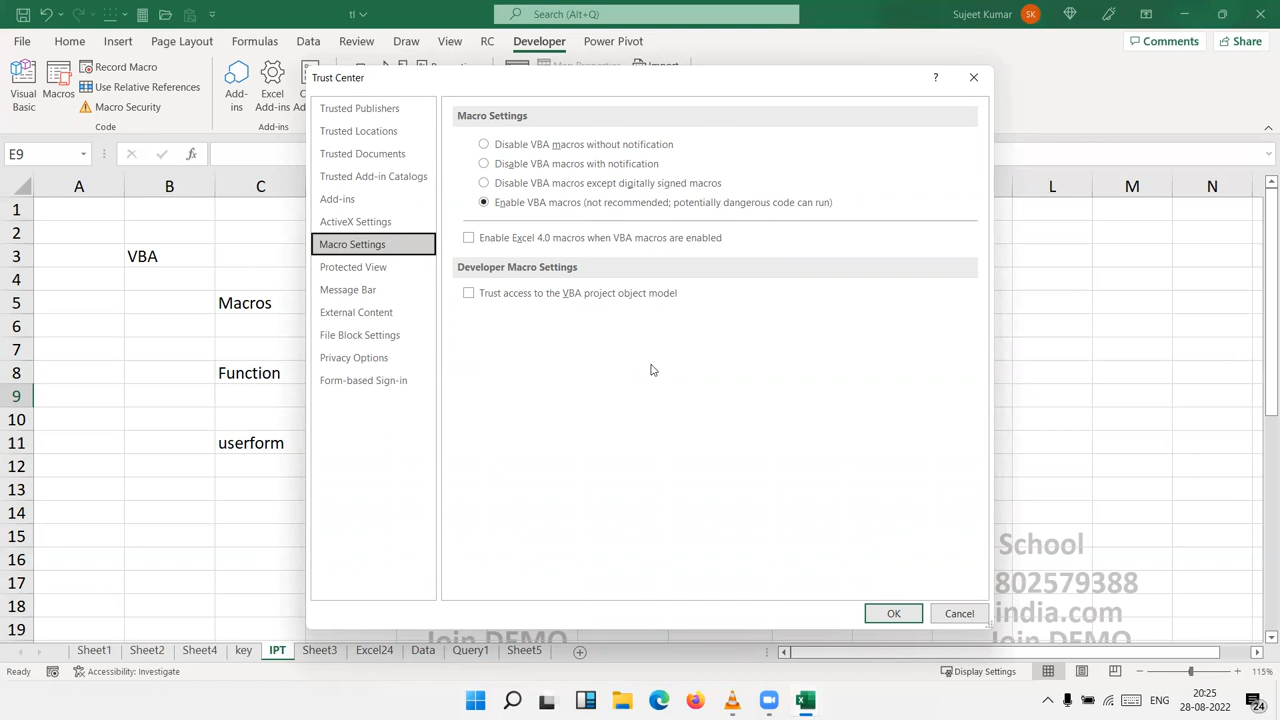 tl
Search (Alt+Q)
Sujeet Kumar SK
File Home Insert Page Layout Formulas Data Review View Draw RC Developer Power Pivot
Comments Share
Visual Basic
Macros
Record Macro
Use Relative References
Macro Security
Code
Add-ins
Excel Add-ins
Add-ins
Map Properties
Import
Trust Center
Trusted Publishers
Trusted Locations
Trusted Documents
Trusted Add-in Catalogs
Add-ins
ActiveX Settings
Macro Settings
Protected View
Message Bar
External Content
File Block Settings
Privacy Options
Form-based Sign-in
Macro Settings
Disable VBA macros without notification
Disable VBA macros with notification
Disable VBA macros except digitally signed macros
Enable VBA macros (not recommended; potentially dangerous code can run)
Enable Excel 4.0 macros when VBA macros are enabled
Developer Macro Settings
Trust access to the VBA project object model
OK Cancel
E9
fx
A B C L M N
1
2
3 VBA
4
5 Macros
6
7
8 Function
9
10
11 userform
12
13
14
15
16
17
18
19
School
802579388
india.com
Join DEMO
Join DEMO
Sheet1 Sheet2 Sheet4 key IPT Sheet3 Excel24 Data Query1 Sheet5
Ready Accessibility: Investigate Display Settings 115%
ENG
20:25
28-08-2022
24